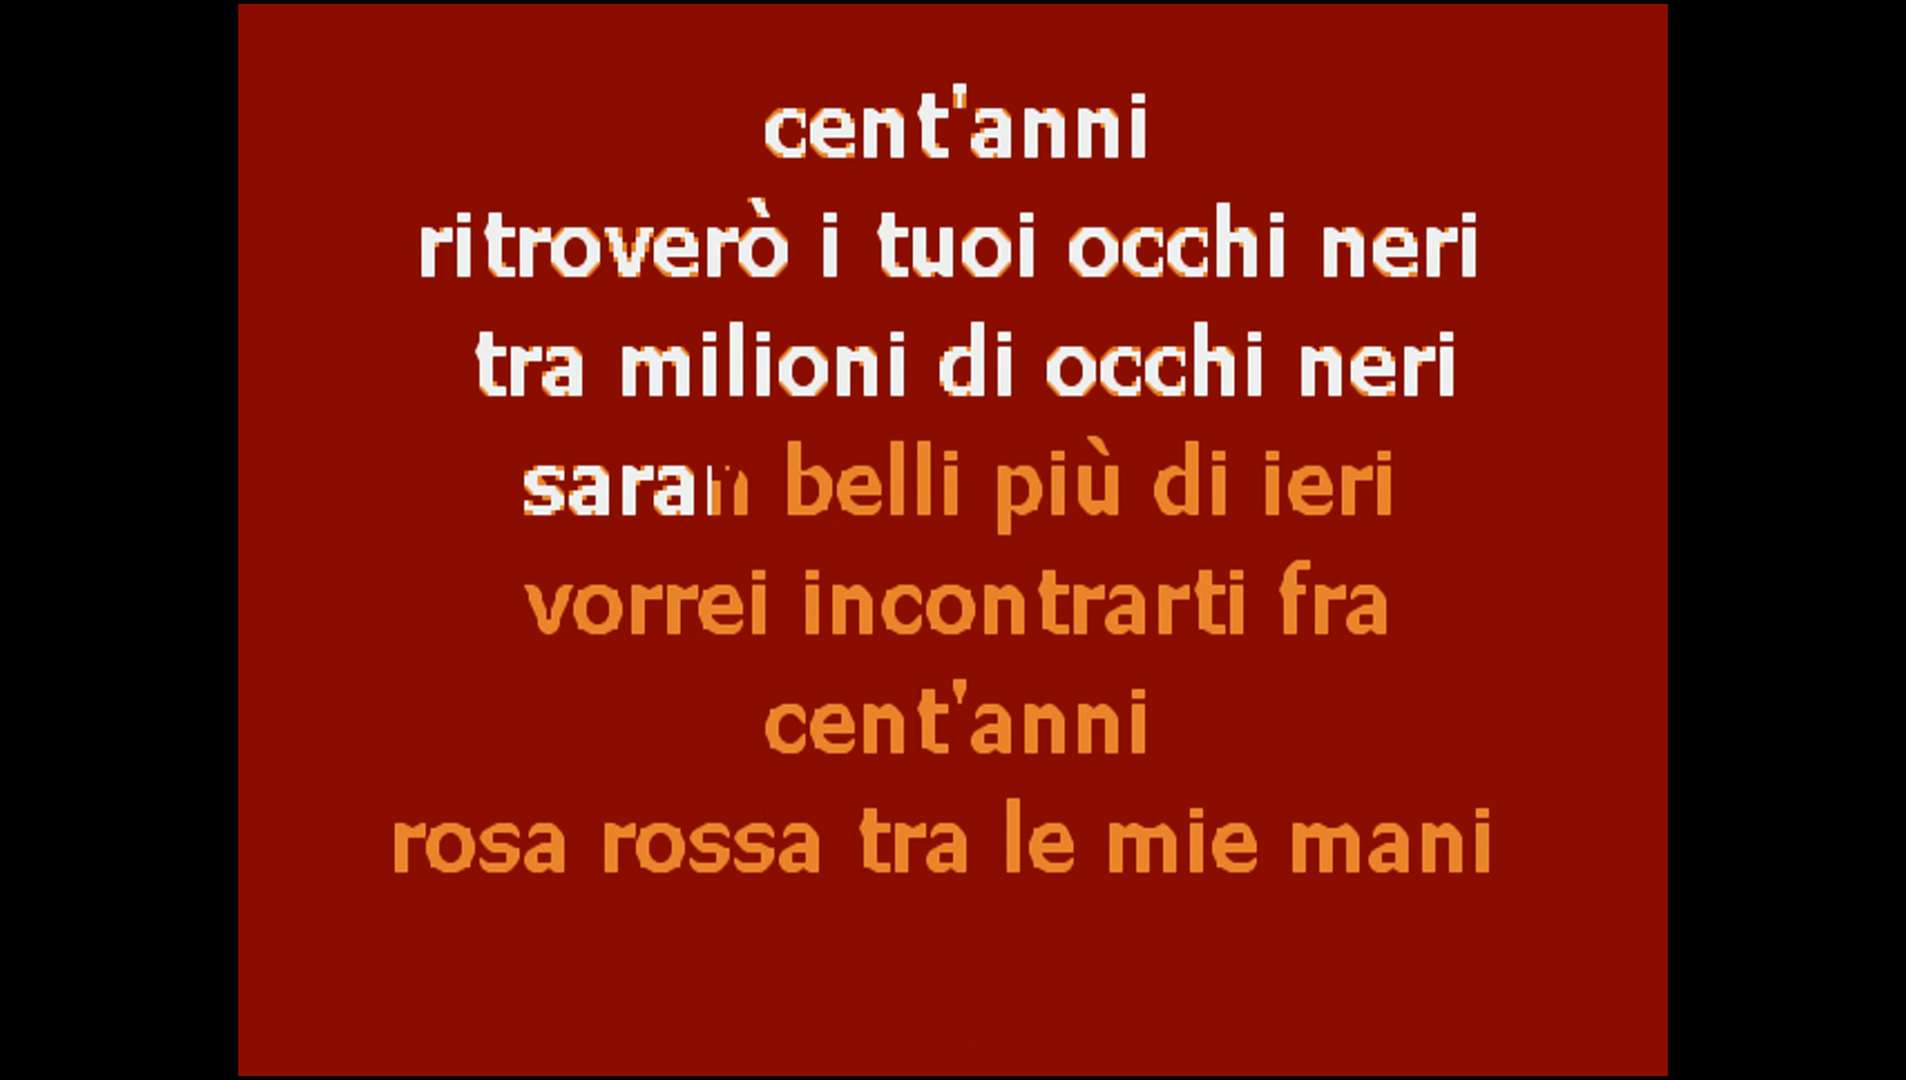 cent'anni
ritroverò i tuoi occhi neri
tra milioni di occhi neri
saran belli più di ieri
vorrei incontrarti fra
cent'anni
rosa rossa tra le mie mani